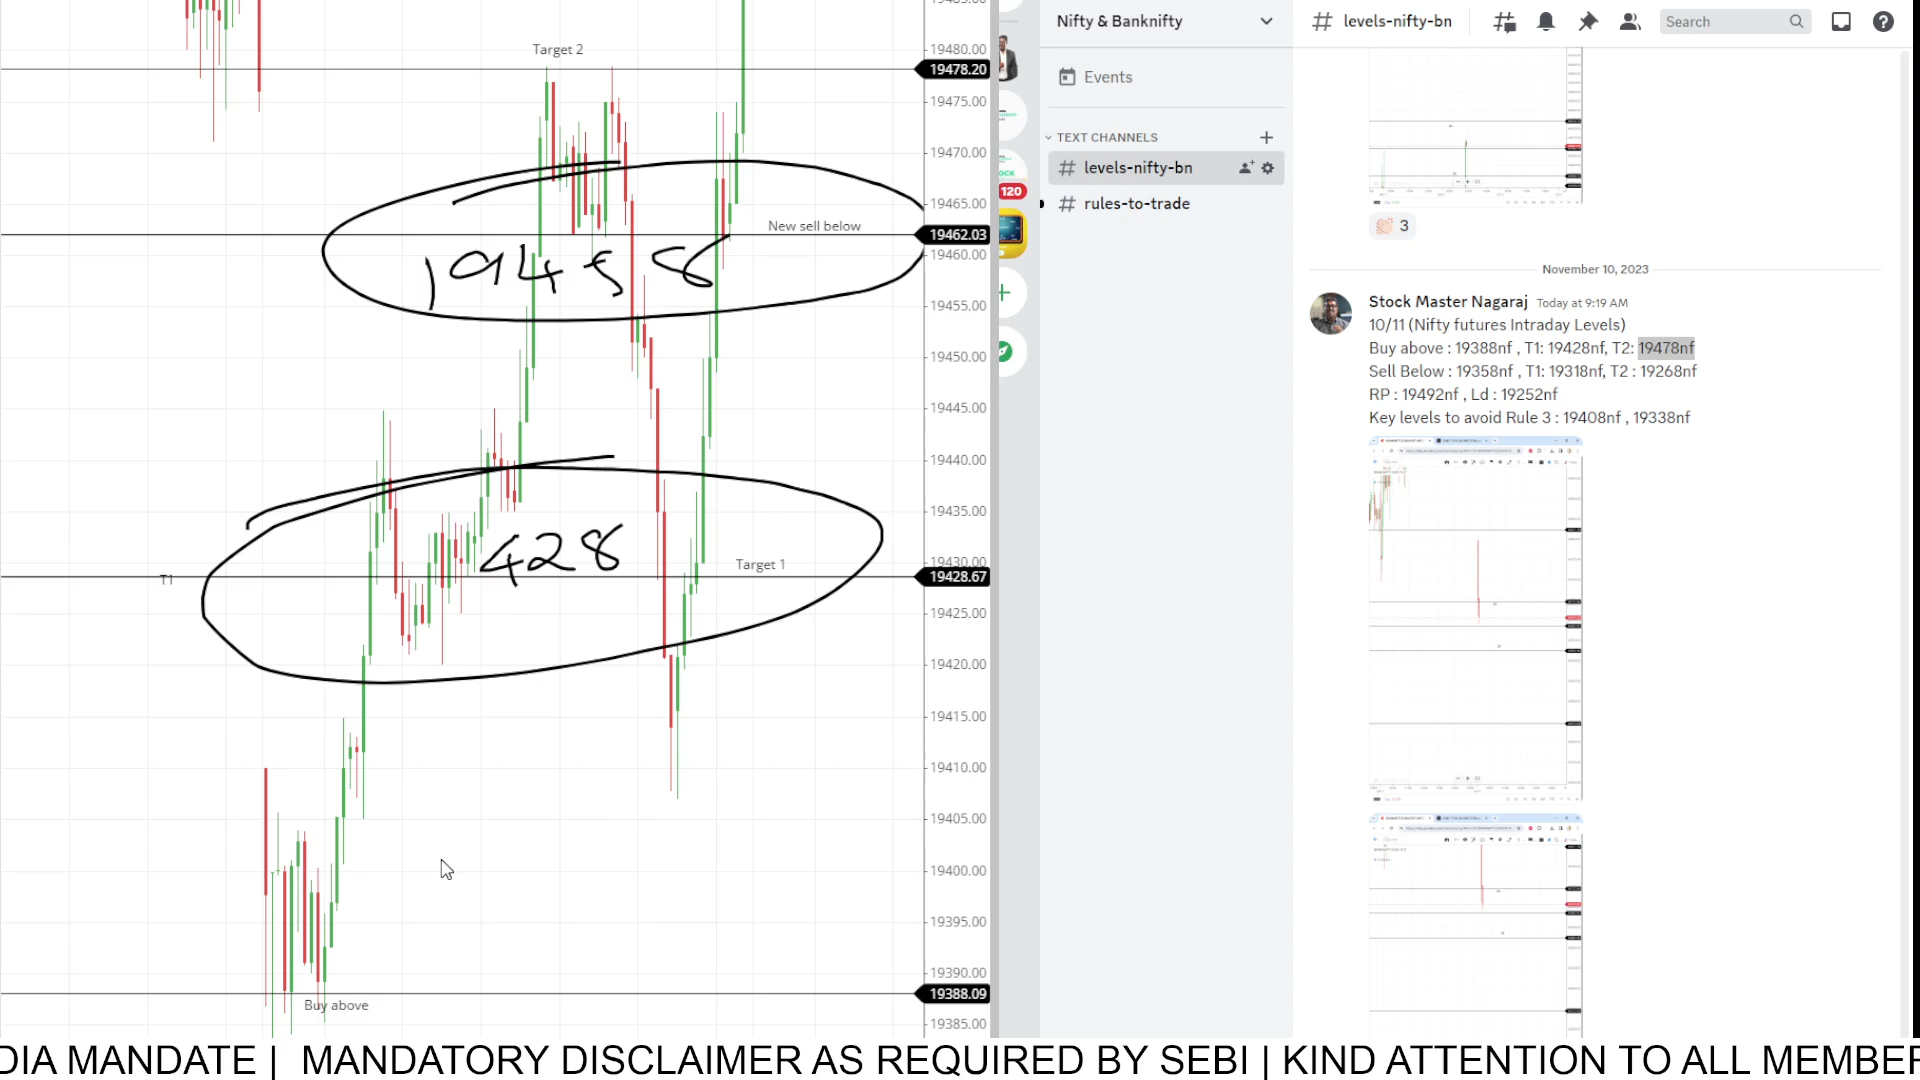 19480.00
Target 2
19478.20
19475.00
19470.00
19465.00
New sell below
19462.03
19458
19460.00
19455.00
19450.00
19445.00
19440.00
19435.00
428
Target 1
19430.00
T1
19428.67
19425.00
19420.00
19415.00
19410.00
19405.00
19400.00
19395.00
19390.00
19388.09
Buy above
19385.00
120
Nifty & Banknifty
Events
TEXT CHANNELS
# levels-nifty-bn
# rules-to-trade
# levels-nifty-bn
Search
3
November 10, 2023
Stock Master Nagaraj Today at 9:19 AM
10/11 (Nifty futures Intraday Levels)
Buy above : 19388nf , T1: 19428nf, T2: 19478nf
Sell Below : 19358nf , T1: 19318nf, T2 : 19268nf
RP : 19492nf , Ld : 19252nf
Key levels to avoid Rule 3 : 19408nf , 19338nf
DIA MANDATE | MANDATORY DISCLAIMER AS REQUIRED BY SEBI | KIND ATTENTION TO ALL MEMBER